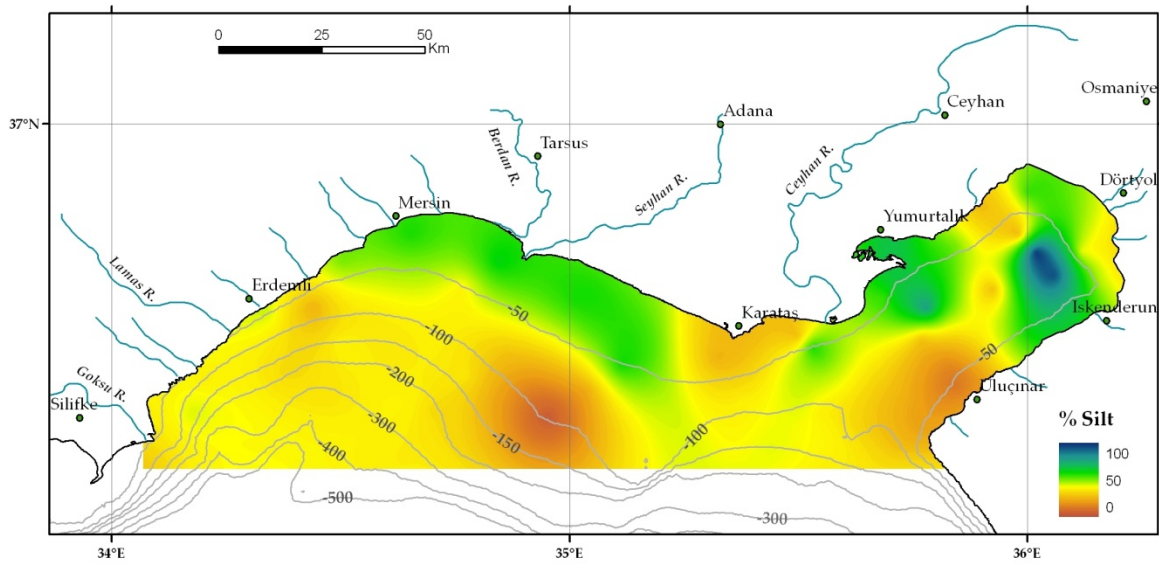 0 25 50
Km
Osmaniye
Ceyhan
37°N
Adana
Tarsus
Berdan R.
Ceyhan R.
Dörtyol
Seyhan R.
Mersin
Yumurtalık
Lamas R.
Erdemli
-50
Karataş
İskenderun
-100
-50
Goksu R.
-200
Uluçınar
Silifke
-300
-150
-100
% Silt
-400
100
-500
50
-300
0
34°E 35°E 36°E